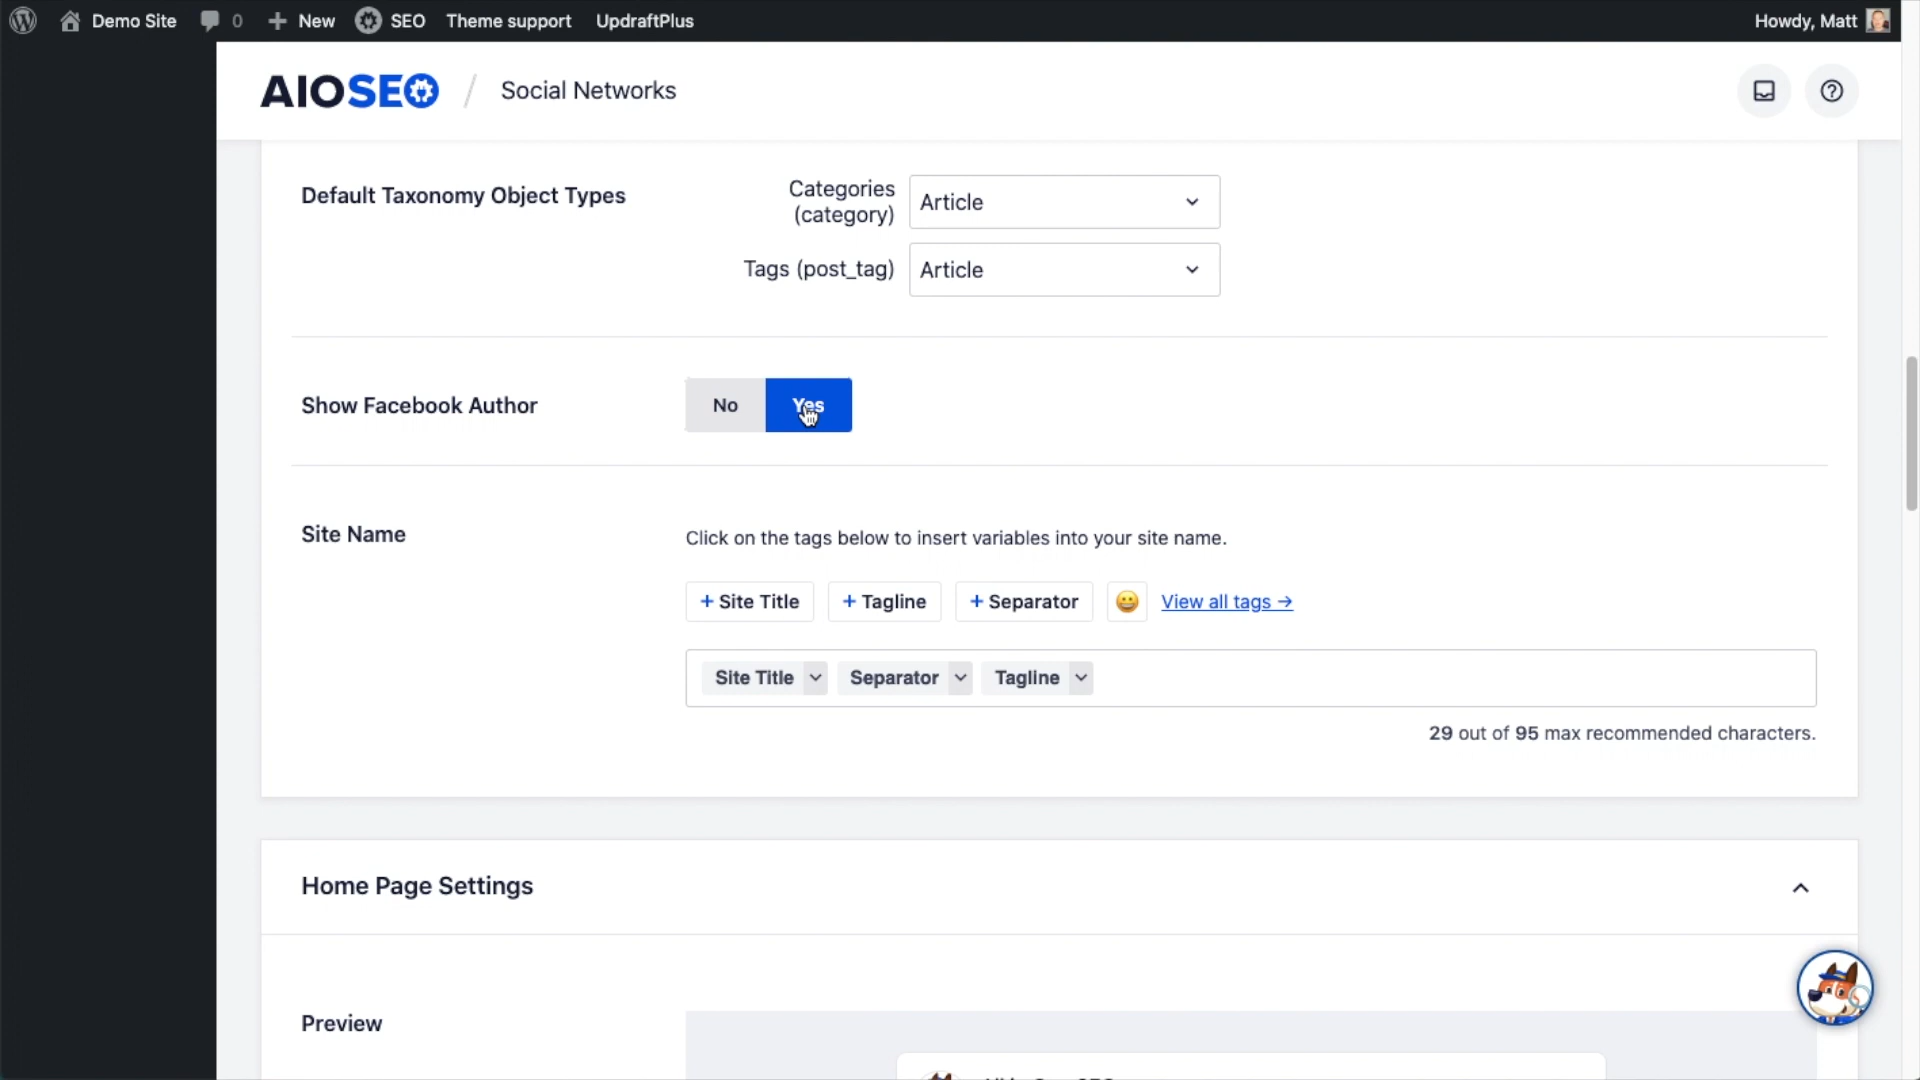 Demo Site 0 New SEO Theme support UpdraftPlus Howdy, Matt
AIOSEO / Social Networks
Default Taxonomy Object Types
Categories
(category)
Article
Tags (post_tag)
Article
Show Facebook Author
No
Yes
Site Name
Click on the tags below to insert variables into your site name.
+ Site Title + Tagline + Separator 😀 View all tags →
Site Title Separator Tagline
29 out of 95 max recommended characters.
Home Page Settings
Preview